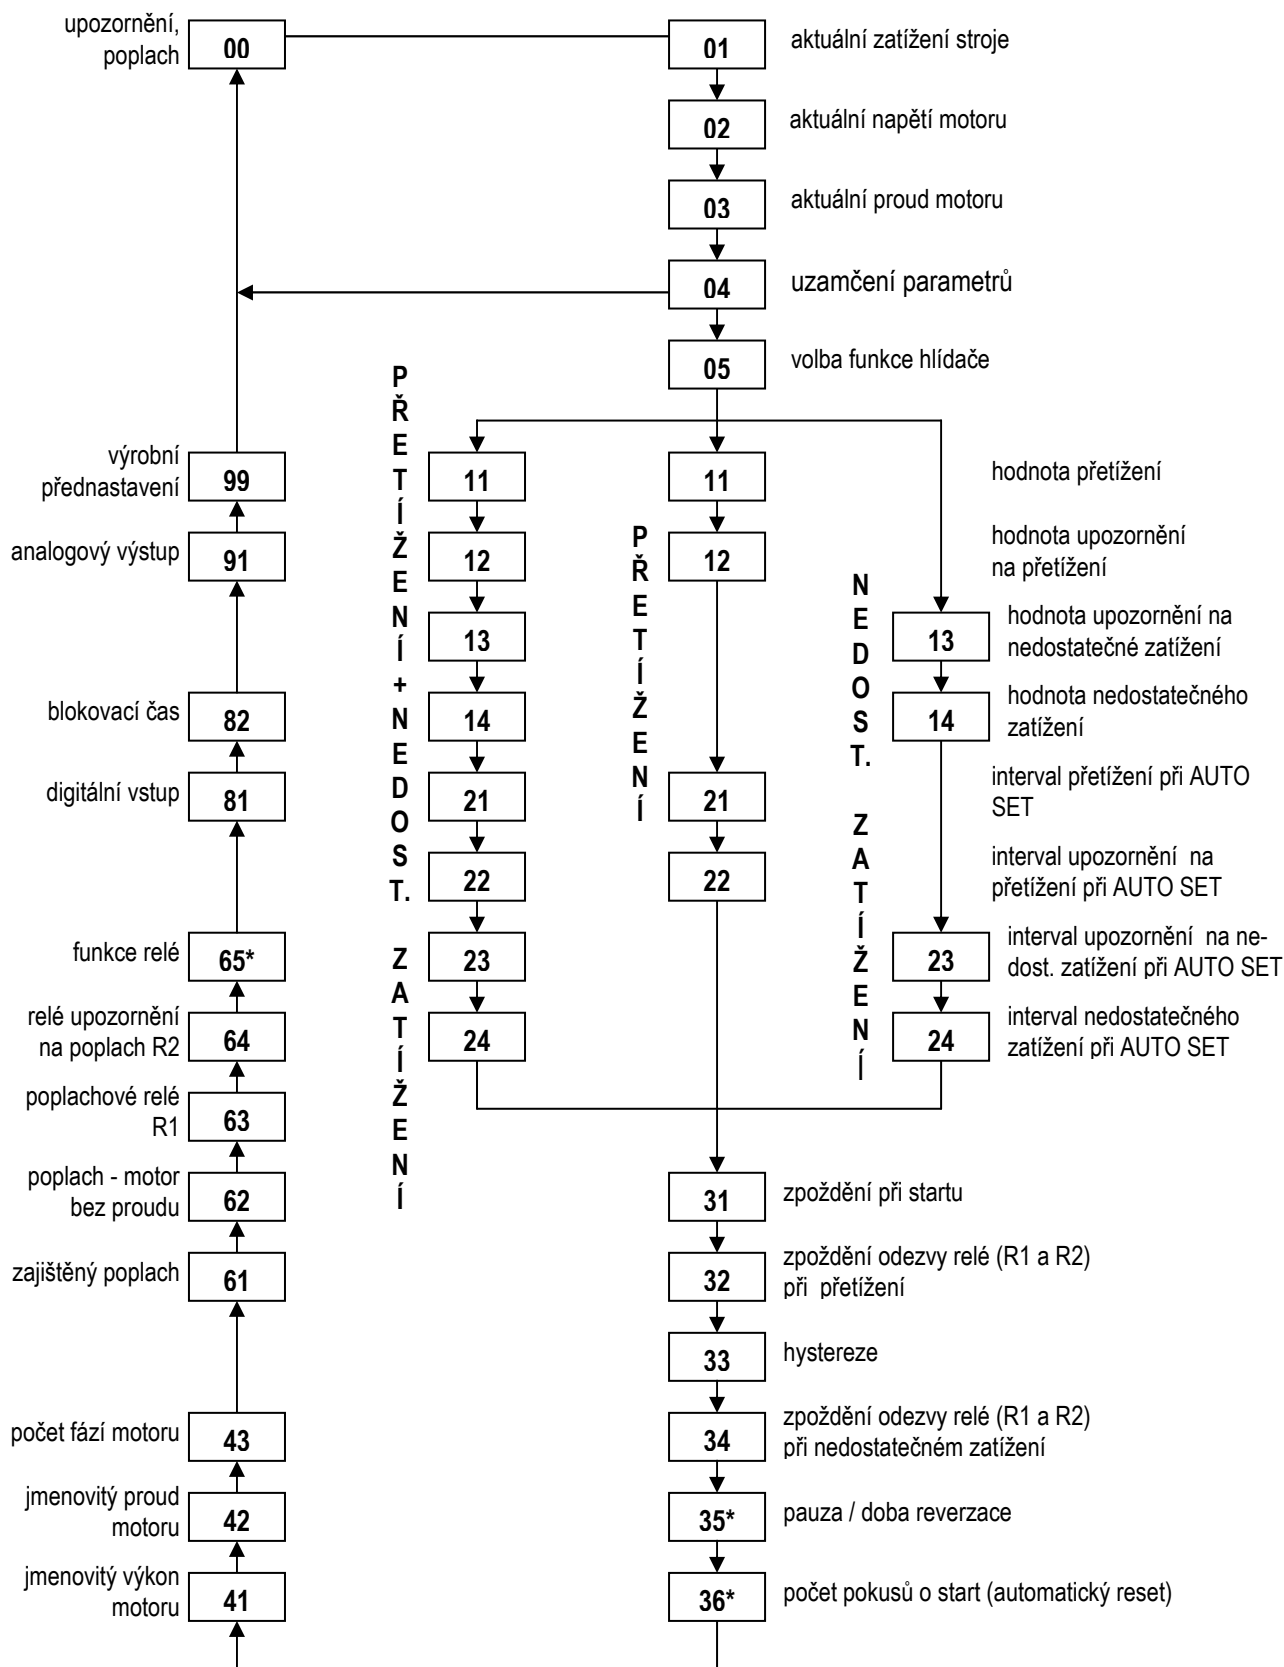 upozornění,
poplach
00
01
aktuální zatížení stroje
02
aktuální napětí motoru
03
aktuální proud motoru
04
uzamčení parametrů
05
volba funkce hlídače
PŘETÍŽENÍ + NEDOST. ZATÍŽENÍ
PŘETÍŽENÍ
NEDOST. ZATÍŽENÍ
výrobní
přednastavení
99
11
11
hodnota přetížení
analogový výstup
91
12
12
hodnota upozornění
na přetížení
13
13
hodnota upozornění na
nedostatečné zatížení
blokovací čas
82
14
14
hodnota nedostatečného
zatížení
digitální vstup
81
21
21
interval přetížení při AUTO
SET
22
22
interval upozornění na
přetížení při AUTO SET
funkce relé
65*
23
23
interval upozornění na ne-
dost. zatížení při AUTO SET
relé upozornění
na poplach R2
64
24
24
interval nedostatečného
zatížení při AUTO SET
poplachové relé
R1
63
poplach - motor
bez proudu
62
31
zpoždění při startu
zajištěný poplach
61
32
zpoždění odezvy relé (R1 a R2)
při přetížení
33
hystereze
počet fází motoru
43
34
zpoždění odezvy relé (R1 a R2)
při nedostatečném zatížení
jmenovitý proud
motoru
42
35*
pauza / doba reverzace
jmenovitý výkon
motoru
41
36*
počet pokusů o start (automatický reset)